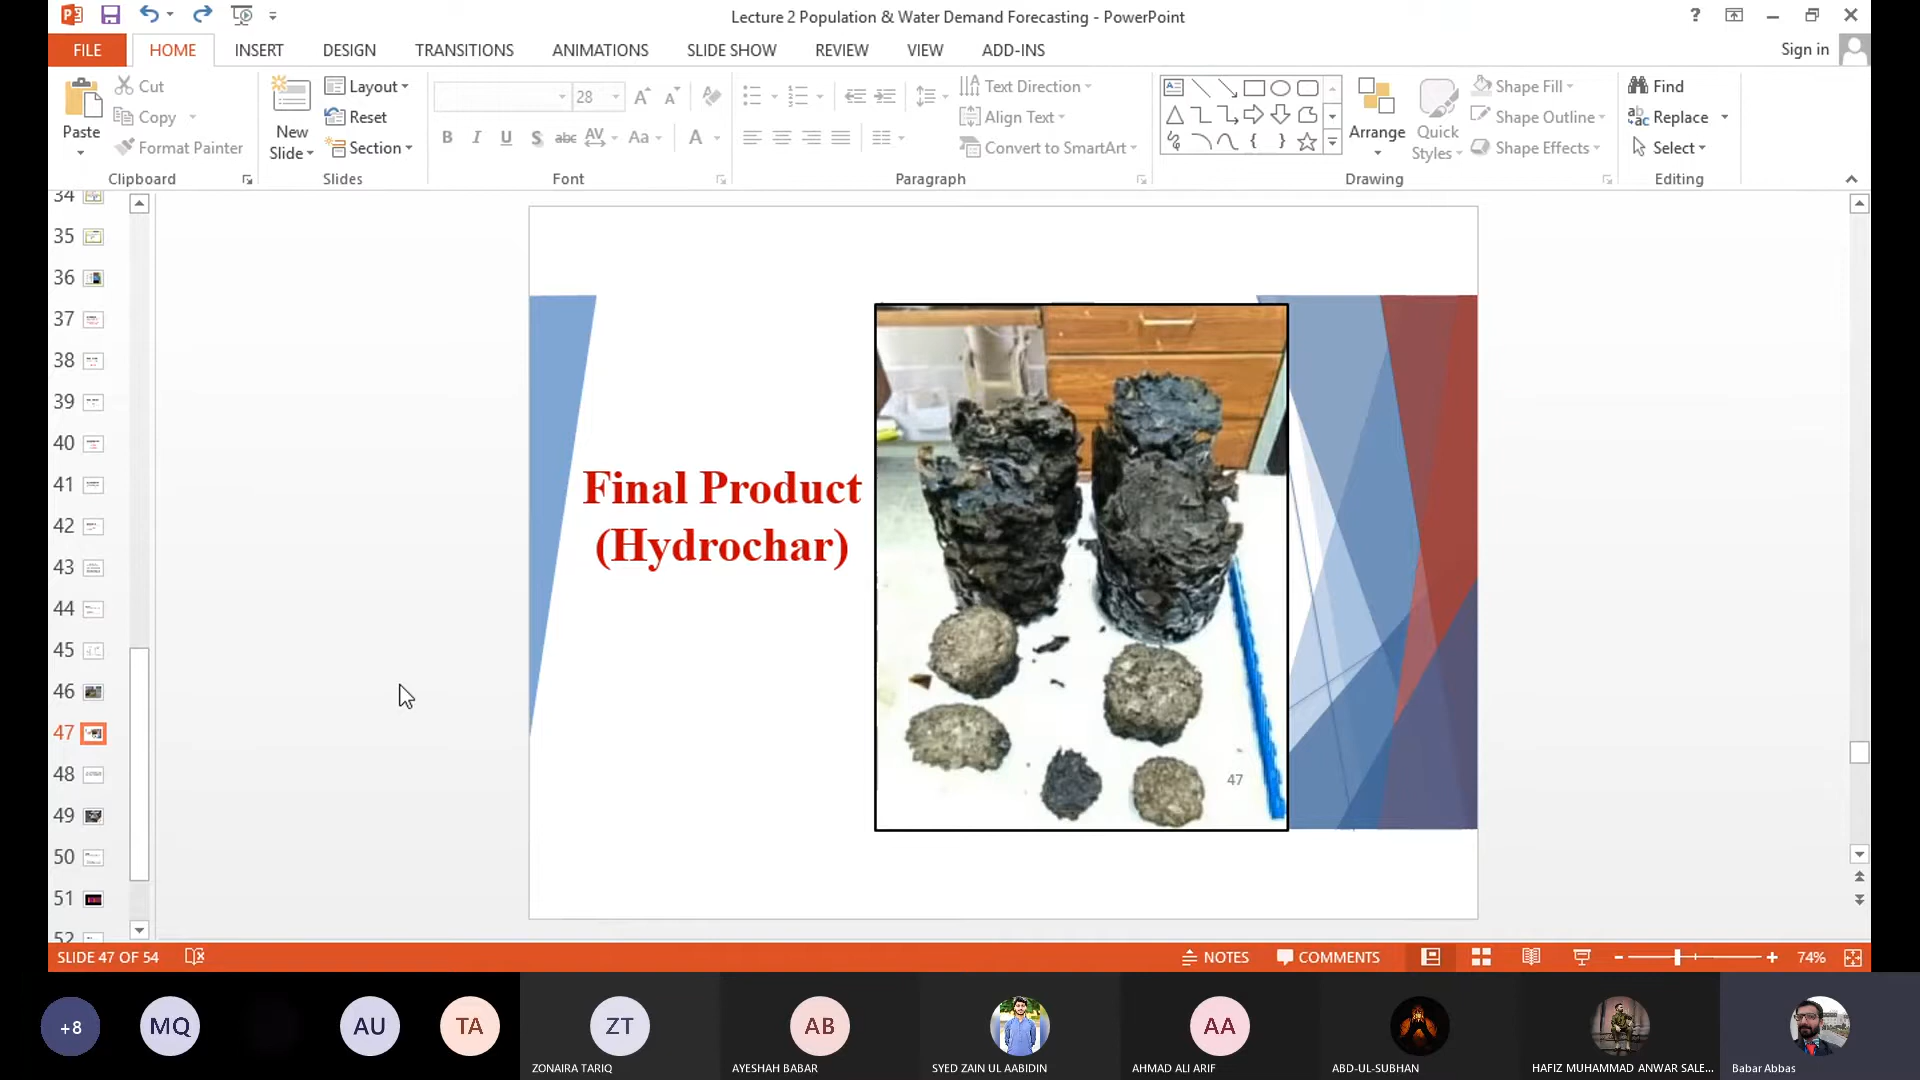 Lecture 2 Population & Water Demand Forecasting - PowerPoint
?
FILE HOME INSERT DESIGN TRANSITIONS ANIMATIONS SLIDE SHOW REVIEW VIEW ADD-INS Sign in
Paste
Cut
Copy
Format Painter
Clipboard
New
Slide
Layout
Reset
Section
Slides
28
B I U S abc AV Aa A
Font
Text Direction
Align Text
Convert to SmartArt
Paragraph
Arrange
Quick
Styles
Shape Fill
Shape Outline
Shape Effects
Drawing
Find
Replace
Select
Editing
34
35
36
37
38
39
40
41
42
43
44
45
46
47
48
49
50
51
52
Final Product
(Hydrochar)
47
SLIDE 47 OF 54 NOTES COMMENTS 74%
+8 MQ AU TA ZT AB AA
ZONAIRA TARIQ AYESHAH BABAR SYED ZAIN UL AABIDIN AHMAD ALI ARIF ABD-UL-SUBHAN HAFIZ MUHAMMAD ANWAR SALE... Babar Abbas